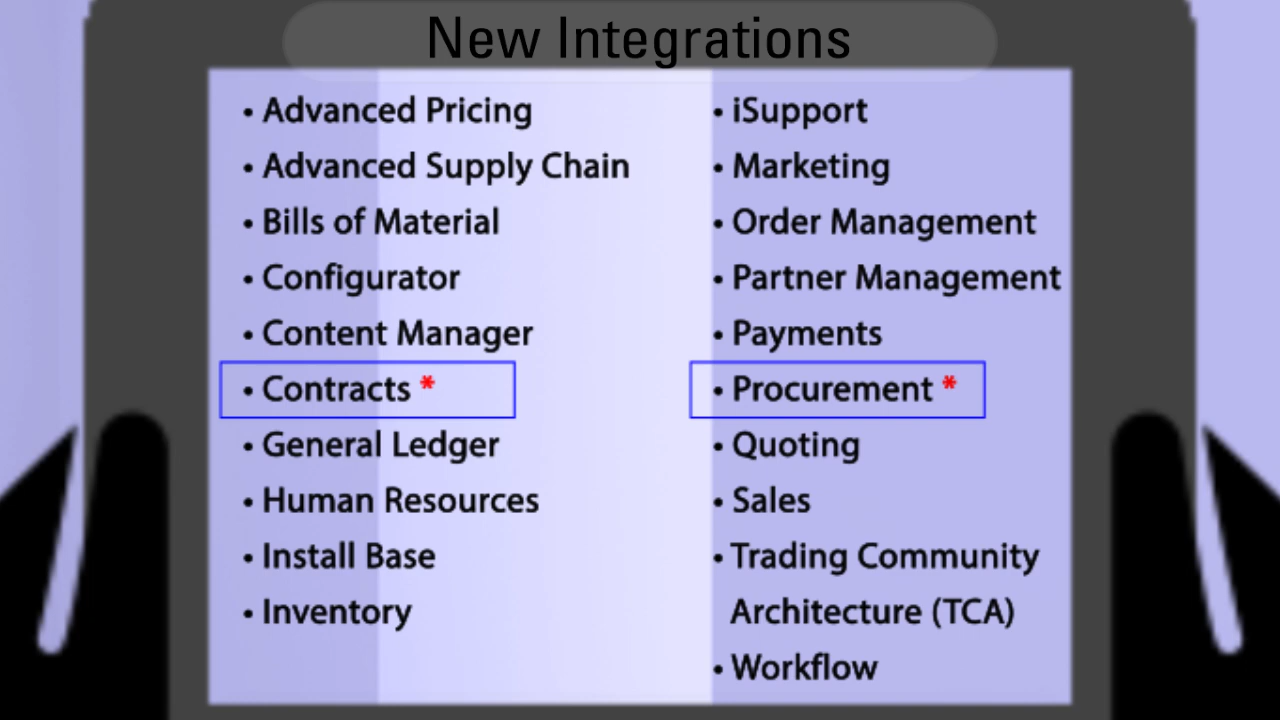 New Integrations
• Advanced Pricing
• Advanced Supply Chain
• Bills of Material
• Configurator
• Content Manager
• Contracts *
• General Ledger
• Human Resources
• Install Base
• Inventory
• iSupport
• Marketing
• Order Management
• Partner Management
• Payments
• Procurement *
• Quoting
• Sales
• Trading Community
Architecture (TCA)
• Workflow